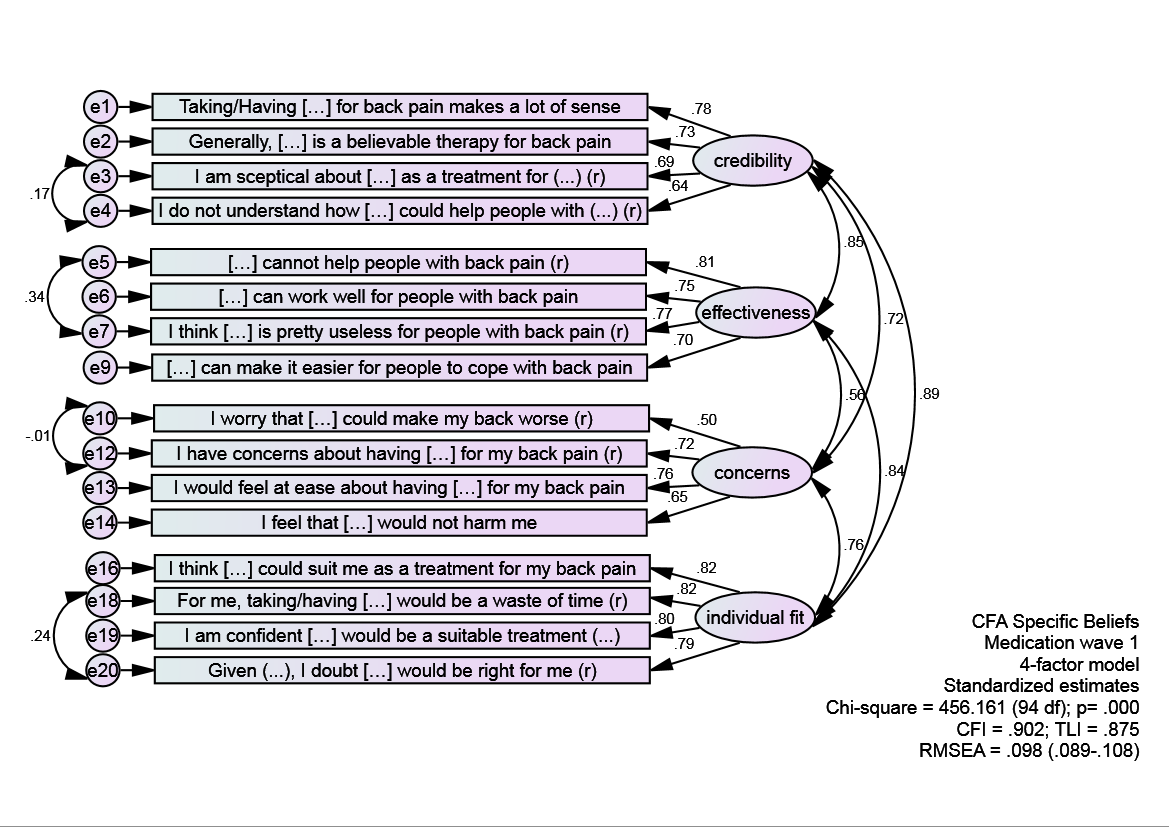 e1
Taking/Having [...] for back pain makes a lot of sense
.78
e2
Generally, [...] is a believable therapy for back pain
.73
credibility
e3
I am sceptical about [...] as a treatment for (...) (r)
.69
.17
e4
I do not understand how [...] could help people with (...) (r)
.64
.85
e5
[...] cannot help people with back pain (r)
.81
.34
e6
[...] can work well for people with back pain
.75
effectiveness
.72
e7
I think [...] is pretty useless for people with back pain (r)
.77
e9
[...] can make it easier for people to cope with back pain
.70
.56
.89
e10
I worry that [...] could make my back worse (r)
.50
-.01
e12
I have concerns about having [...] for my back pain (r)
.72
concerns
.84
e13
I would feel at ease about having [...] for my back pain
.76
e14
I feel that [...] would not harm me
.65
.76
e16
I think [...] could suit me as a treatment for my back pain
.82
e18
For me, taking/having [...] would be a waste of time (r)
.82
individual fit
.24
e19
I am confident [...] would be a suitable treatment (...)
.80
e20
Given (...), I doubt [...] would be right for me (r)
.79
CFA Specific Beliefs
Medication wave 1
4-factor model
Standardized estimates
Chi-square = 456.161 (94 df); p= .000
CFI = .902; TLI = .875
RMSEA = .098 (.089-.108)